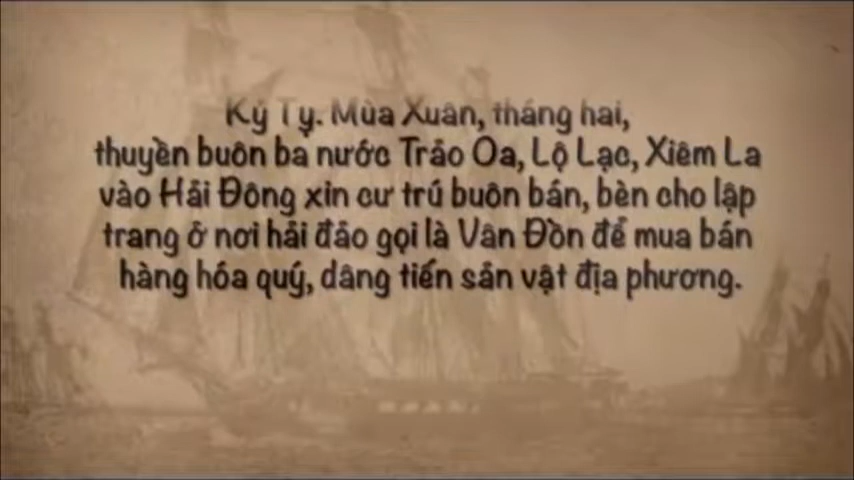 Kỷ Tỵ. Mùa Xuân, tháng hai,
thuyền buôn ba nước Trảo Oa, Lộ Lạc, Xiêm La
vào Hải Đông xin cư trú buôn bán, bèn cho lập
trang ở nơi hải đảo gọi là Vân Đồn để mua bán
hàng hóa quý, dâng tiến sản vật địa phương.